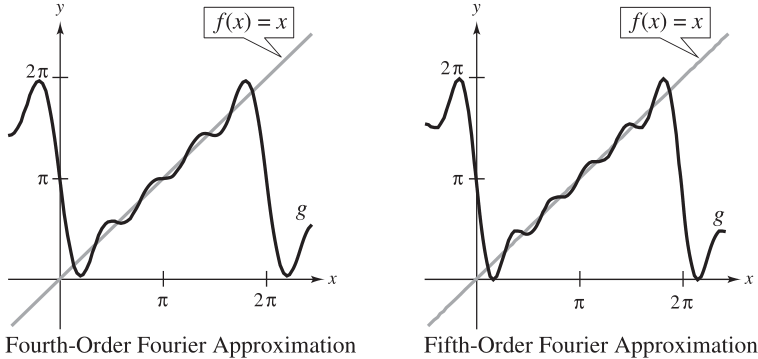 y
f(x) = x
2π
π
g
x
π
2π
Fourth-Order Fourier Approximation
y
f(x) = x
2π
π
g
x
π
2π
Fifth-Order Fourier Approximation